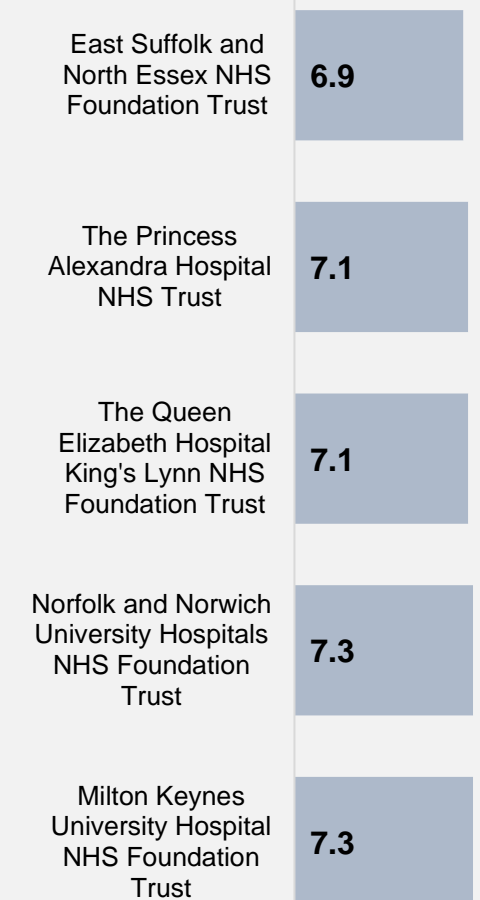 East Suffolk and
North Essex NHS
Foundation Trust
6.9
The Princess
Alexandra Hospital
NHS Trust
7.1
The Queen
Elizabeth Hospital
King's Lynn NHS
Foundation Trust
7.1
Norfolk and Norwich
University Hospitals
NHS Foundation
Trust
7.3
Milton Keynes
University Hospital
NHS Foundation
Trust
7.3